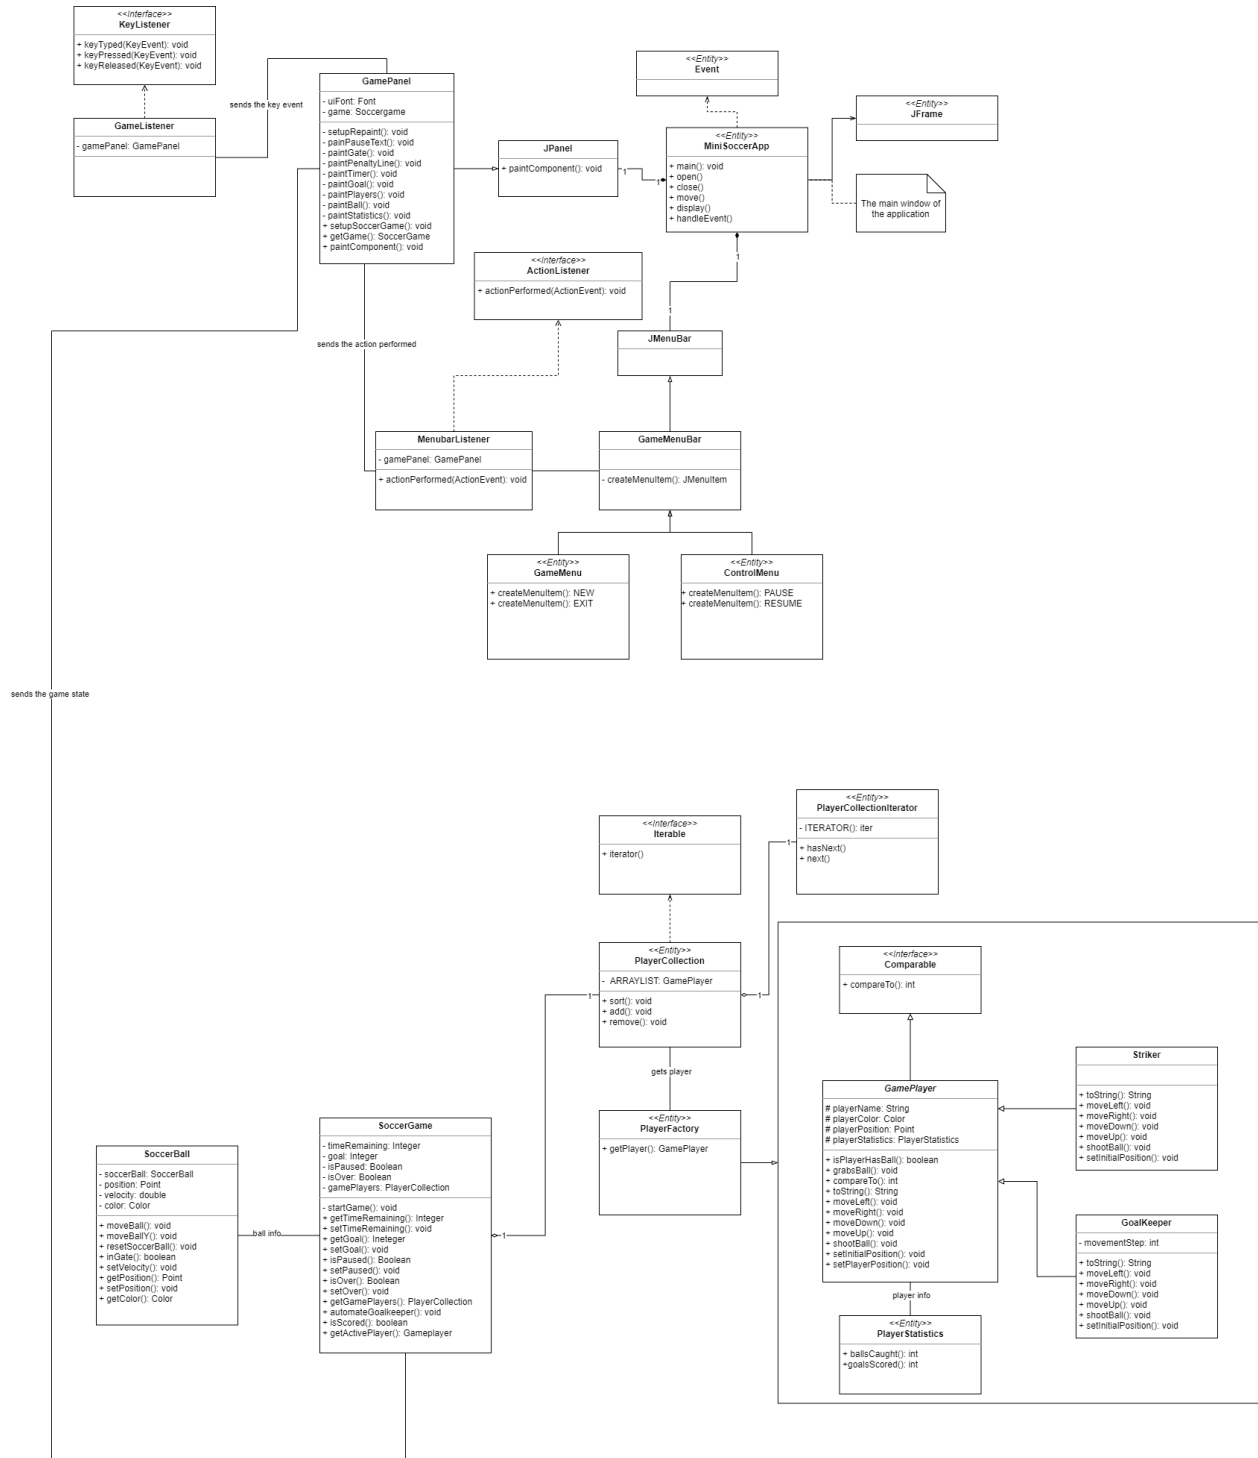 <<Interface>>
KeyListener
+ keyTyped(KeyEvent): void
+ keyPressed(KeyEvent): void
+ keyReleased(KeyEvent): void
sends the key event
GameListener
- gamePanel: GamePanel
GamePanel
- uiFont: Font
- game: Soccergame
- setupRepaint(): void
- painPauseText(): void
- paintGate(): void
- paintPenaltyLine(): void
- paintTimer(): void
- paintGoal(): void
- paintPlayers(): void
- paintBall(): void
- paintStatistics(): void
+ setupSoccerGame(): void
+ getGame(): SoccerGame
+ paintComponent(): void
JPanel
+ paintComponent(): void
1
1
<<Entity>>
Event
<<Entity>>
MiniSoccerApp
+ main(): void
+ open()
+ close()
+ move()
+ display()
+ handleEvent()
<<Entity>>
JFrame
The main window of
the application
1
1
<<Interface>>
ActionListener
+ actionPerformed(ActionEvent): void
sends the action performed
JMenuBar
MenubarListener
- gamePanel: GamePanel
+ actionPerformed(ActionEvent): void
GameMenuBar
- createMenuItem(): JMenuItem
<<Entity>>
GameMenu
+ createMenuItem(): NEW
+ createMenuItem(): EXIT
<<Entity>>
ControlMenu
+ createMenuItem(): PAUSE
+ createMenuItem(): RESUME
sends the game state
<<Interface>>
Iterable
+ iterator()
<<Entity>>
PlayerCollectionIterator
- ITERATOR(): iter
+ hasNext()
+ next()
1
<<Entity>>
PlayerCollection
- ARRAYLIST: GamePlayer
+ sort(): void
+ add(): void
+ remove(): void
1
1
gets player
<<Entity>>
PlayerFactory
+ getPlayer(): GamePlayer
<<Interface>>
Comparable
+ compareTo(): int
GamePlayer
# playerName: String
# playerColor: Color
# playerPosition: Point
# playerStatistics: PlayerStatistics
+ isPlayerHasBall(): boolean
+ grabsBall(): void
+ compareTo(): int
+ toString(): String
+ moveLeft(): void
+ moveRight(): void
+ moveDown(): void
+ moveUp(): void
+ shootBall(): void
+ setInitialPosition(): void
+ setPlayerPosition(): void
player info
<<Entity>>
PlayerStatistics
+ ballsCaught(): int
+goalsScored(): int
Striker
+ toString(): String
+ moveLeft(): void
+ moveRight(): void
+ moveDown(): void
+ moveUp(): void
+ shootBall(): void
+ setInitialPosition(): void
GoalKeeper
- movementStep: int
+ toString(): String
+ moveLeft(): void
+ moveRight(): void
+ moveDown(): void
+ moveUp(): void
+ shootBall(): void
+ setInitialPosition(): void
SoccerBall
- soccerBall: SoccerBall
- position: Point
- velocity: double
- color: Color
+ moveBall(): void
+ moveBallY(): void
+ resetSoccerBall(): void
+ inGate(): boolean
+ setVelocity(): void
+ getPosition(): Point
+ setPosition(): void
+ getColor(): Color
ball info
SoccerGame
- timeRemaining: Integer
- goal: Integer
- isPaused: Boolean
- isOver: Boolean
- gamePlayers: PlayerCollection
- startGame(): void
+ getTimeRemaining(): Integer
+ setTimeRemaining(): void
+ getGoal(): Ineteger
+ setGoal(): void
+ isPaused(): Boolean
+ setPaused(): void
+ isOver(): Boolean
+ setOver(): void
+ getGamePlayers(): PlayerCollection
+ automateGoalkeeper(): void
+ isScored(): boolean
+ getActivePlayer(): Gameplayer
1